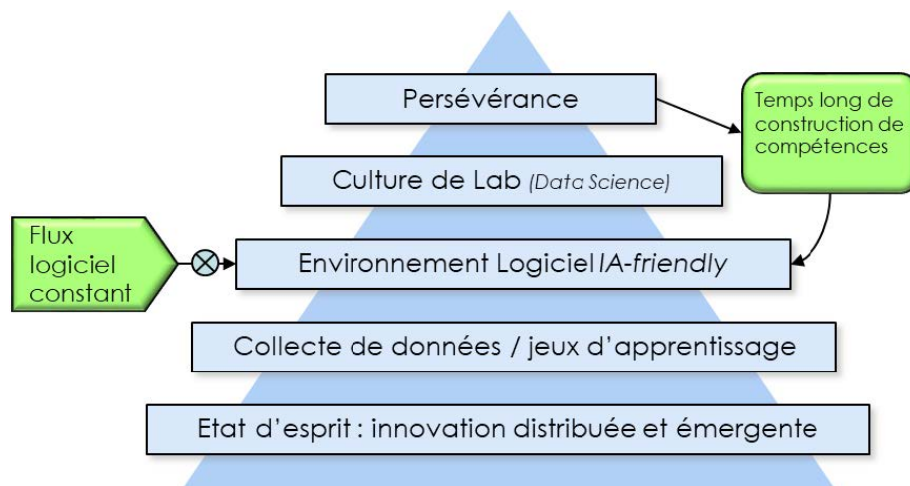 Persévérance
Temps long de
construction de
compétences
Culture de Lab (Data Science)
Flux
logiciel
constant
Environnement Logiciel IA-friendly
Collecte de données / jeux d'apprentissage
Etat d'esprit : innovation distribuée et émergente